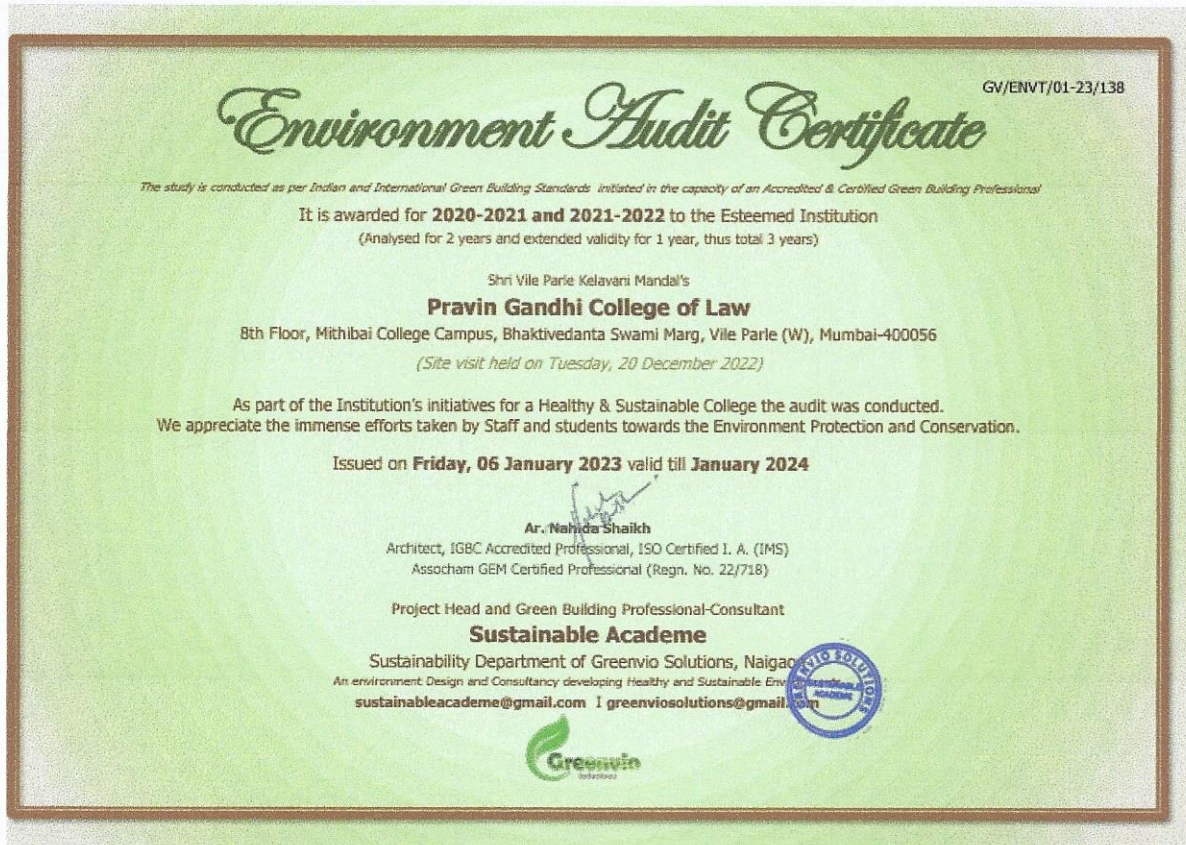 GV/ENVT/01-23/138
Environment Audit Certificate
The study is conducted as per Indian and International Green Building Standards initiated in the capacity of an Accredited & Certified Green Building Professional
It is awarded for 2020-2021 and 2021-2022 to the Esteemed Institution
(Analysed for 2 years and extended validity for 1 year, thus total 3 years)
Shri Vile Parle Kelavani Mandal's
Pravin Gandhi College of Law
8th Floor, Mithibai College Campus, Bhaktivedanta Swami Marg, Vile Parle (W), Mumbai-400056
(Site visit held on Tuesday, 20 December 2022)
As part of the Institution's initiatives for a Healthy & Sustainable College the audit was conducted.
We appreciate the immense efforts taken by Staff and students towards the Environment Protection and Conservation.
Issued on Friday, 06 January 2023 valid till January 2024
Ar. Nahida Shaikh
Architect, IGBC Accredited Professional, ISO Certified I. A. (IMS)
Assocham GEM Certified Professional (Regn. No. 22/718)
Project Head and Green Building Professional-Consultant
Sustainable Academe
Sustainability Department of Greenvio Solutions, Naigao
An environment Design and Consultancy developing Healthy and Sustainable
sustainableacademe@gmail.com I greenviosolutions@gmail.com
GREENVIO SOLUTIONS
ACADEME
Greenvio
Solutions